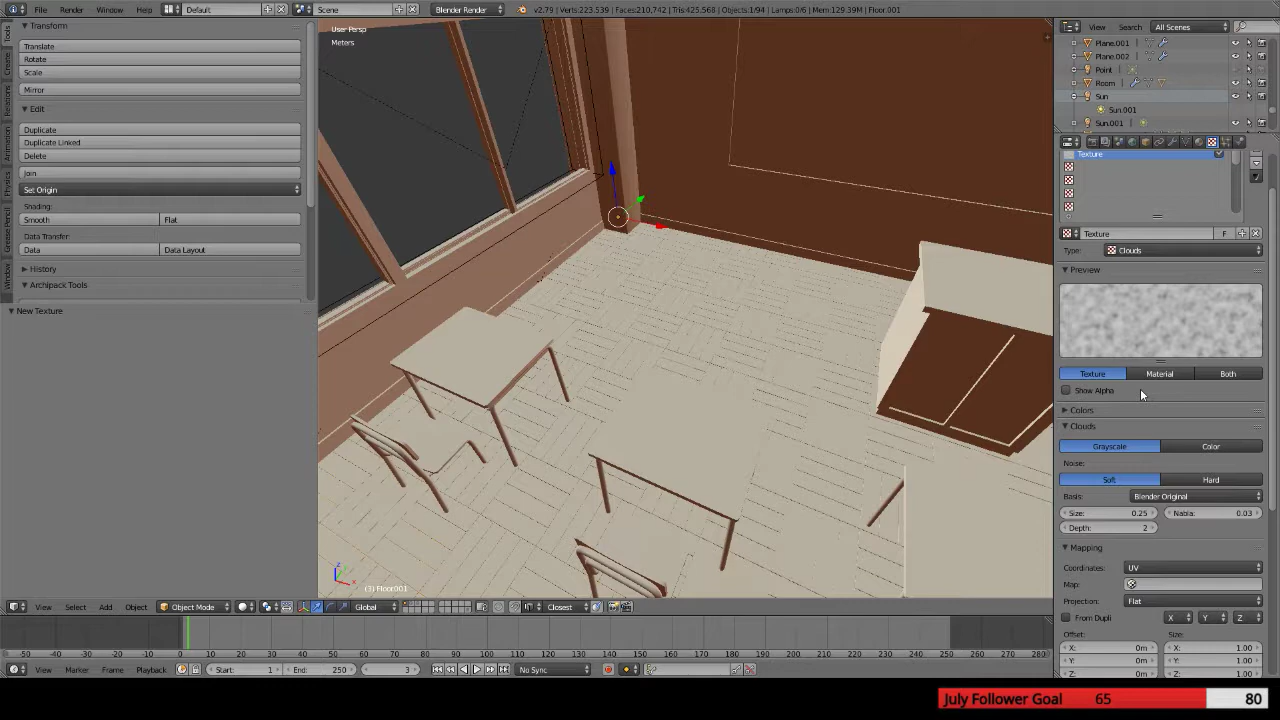 File Render Window Help Default Scene Blender Render v2.79 | Verts:223,539 | Faces:210,742 | Tris:425,568 | Objects:1/94 | Lamps:0/6 | Mem:129.39M | Floor.001
Transform
Translate
Rotate
Scale
Mirror
Edit
Duplicate
Duplicate Linked
Delete
Join
Set Origin
Shading:
Smooth Flat
Data Transfer:
Data Data Layout
History
Archipack Tools
New Texture
Tools
Create
Relations
Animation
Physics
Grease Pencil
Window
User Persp
Meters
(3) Floor.001
View Search All Scenes
Plane.001
Plane.002
Point
Room
Sun
Sun.001
Sun.001
Texture
Texture F
Type: Clouds
Preview
Texture Material Both
Show Alpha
Colors
Clouds
Grayscale Color
Noise:
Soft Hard
Basis: Blender Original
Size: 0.25 Nabla: 0.03
Depth: 2
Mapping
Coordinates: UV
Map:
Projection: Flat
From Dupli X Y Z
Offset: Size:
X: 0m X: 1.00
Y: 0m Y: 1.00
Z: 0m Z: 1.00
View Select Add Object Object Mode Global Closest
-50 -40 -30 -20 -10 0 10 20 30 40 50 60 70 80 90 100 110 120 130 140 150 160 170 180 190 200 210 220 230 240 250 260 270 280
View Marker Frame Playback Start: 1 End: 250 3 No Sync
July Follower Goal 65 80